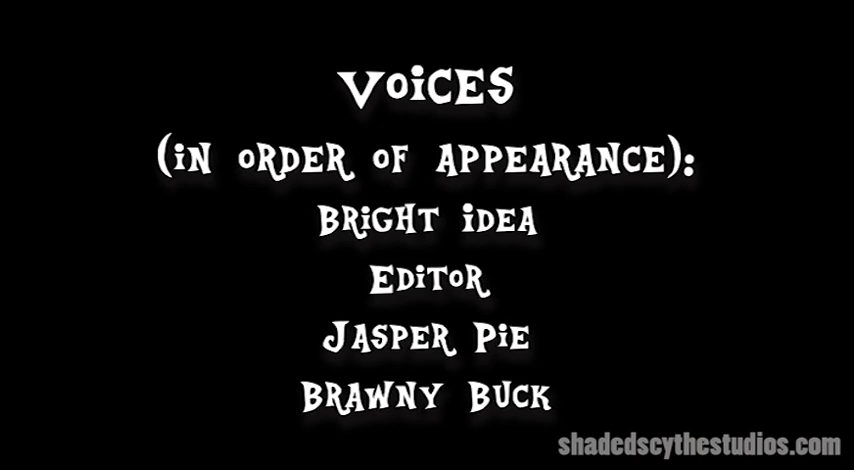 Voices
(in order of appearance):
Bright Idea
Editor
Jasper Pie
Brawny Buck
shadedscythestudios.com